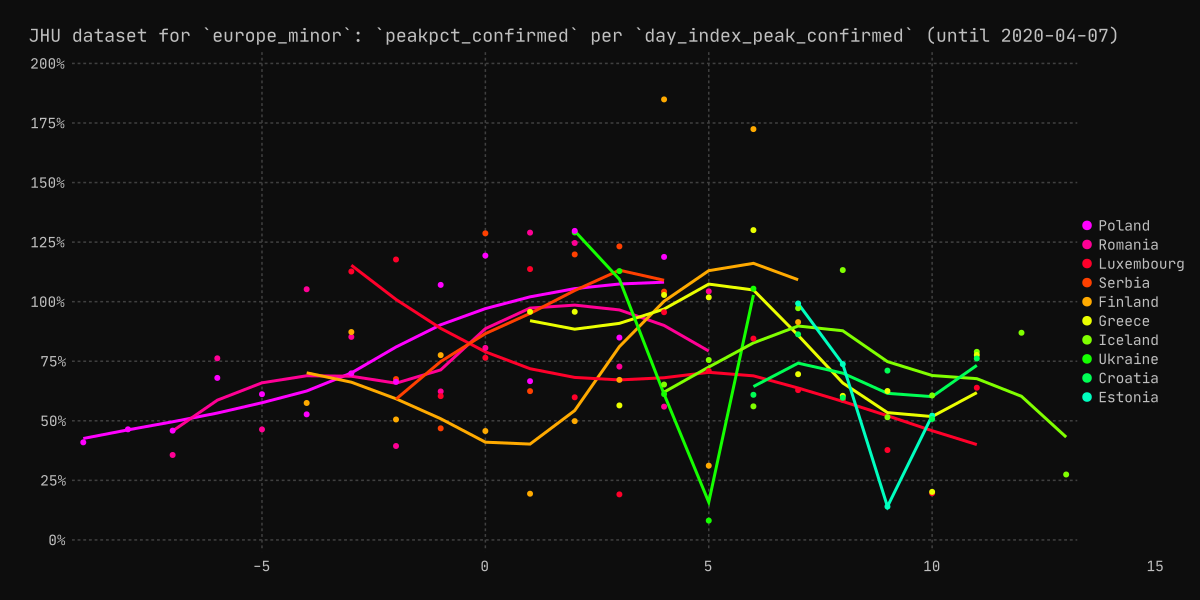 JHU dataset for `europe_minor`: `peakpct_confirmed` per `day_index_peak_confirmed` (until 2020-04-07)
200%
175%
150%
125%
100%
75%
50%
25%
0%
-5
0
5
10
15
Poland
Romania
Luxembourg
Serbia
Finland
Greece
Iceland
Ukraine
Croatia
Estonia